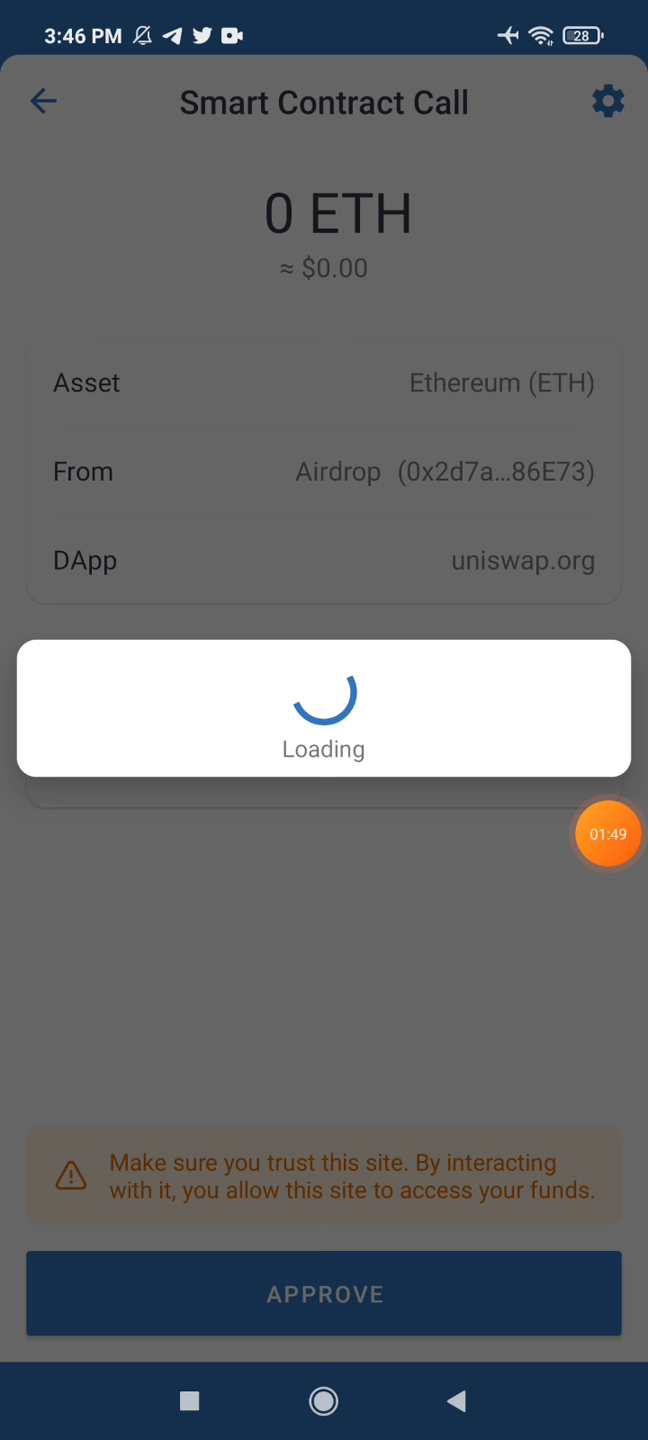 3:46 PM
28
Smart Contract Call
0 ETH
≈ $0.00
Asset Ethereum (ETH)
From Airdrop (0x2d7a...86E73)
DApp uniswap.org
Loading
01:49
Make sure you trust this site. By interacting
with it, you allow this site to access your funds.
APPROVE